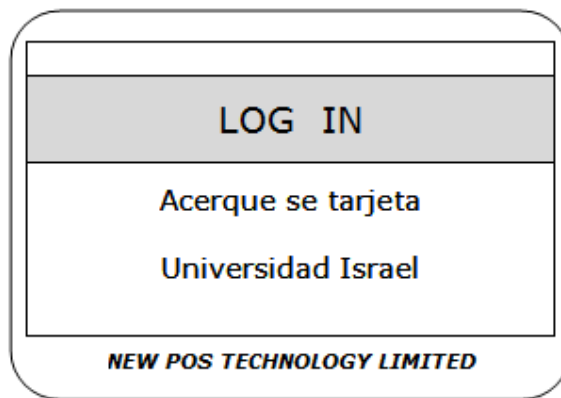 LOG IN
Acerque se tarjeta
Universidad Israel
NEW POS TECHNOLOGY LIMITED